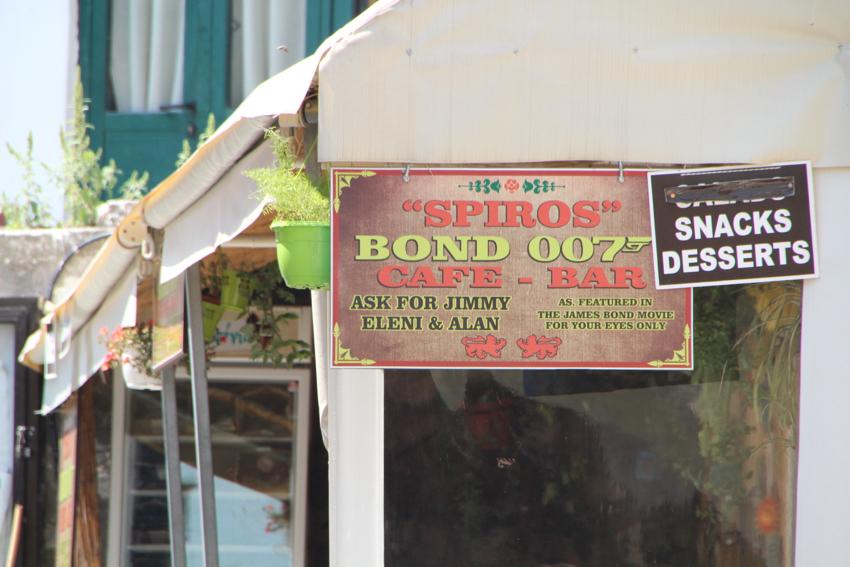 "SPIROS"
BOND 007
CAFE - BAR
ASK FOR JIMMY
ELENI & ALAN
AS. FEATURED IN
THE JAMES BOND MOVIE
FOR YOUR EYES ONLY
SNACKS
DESSERTS